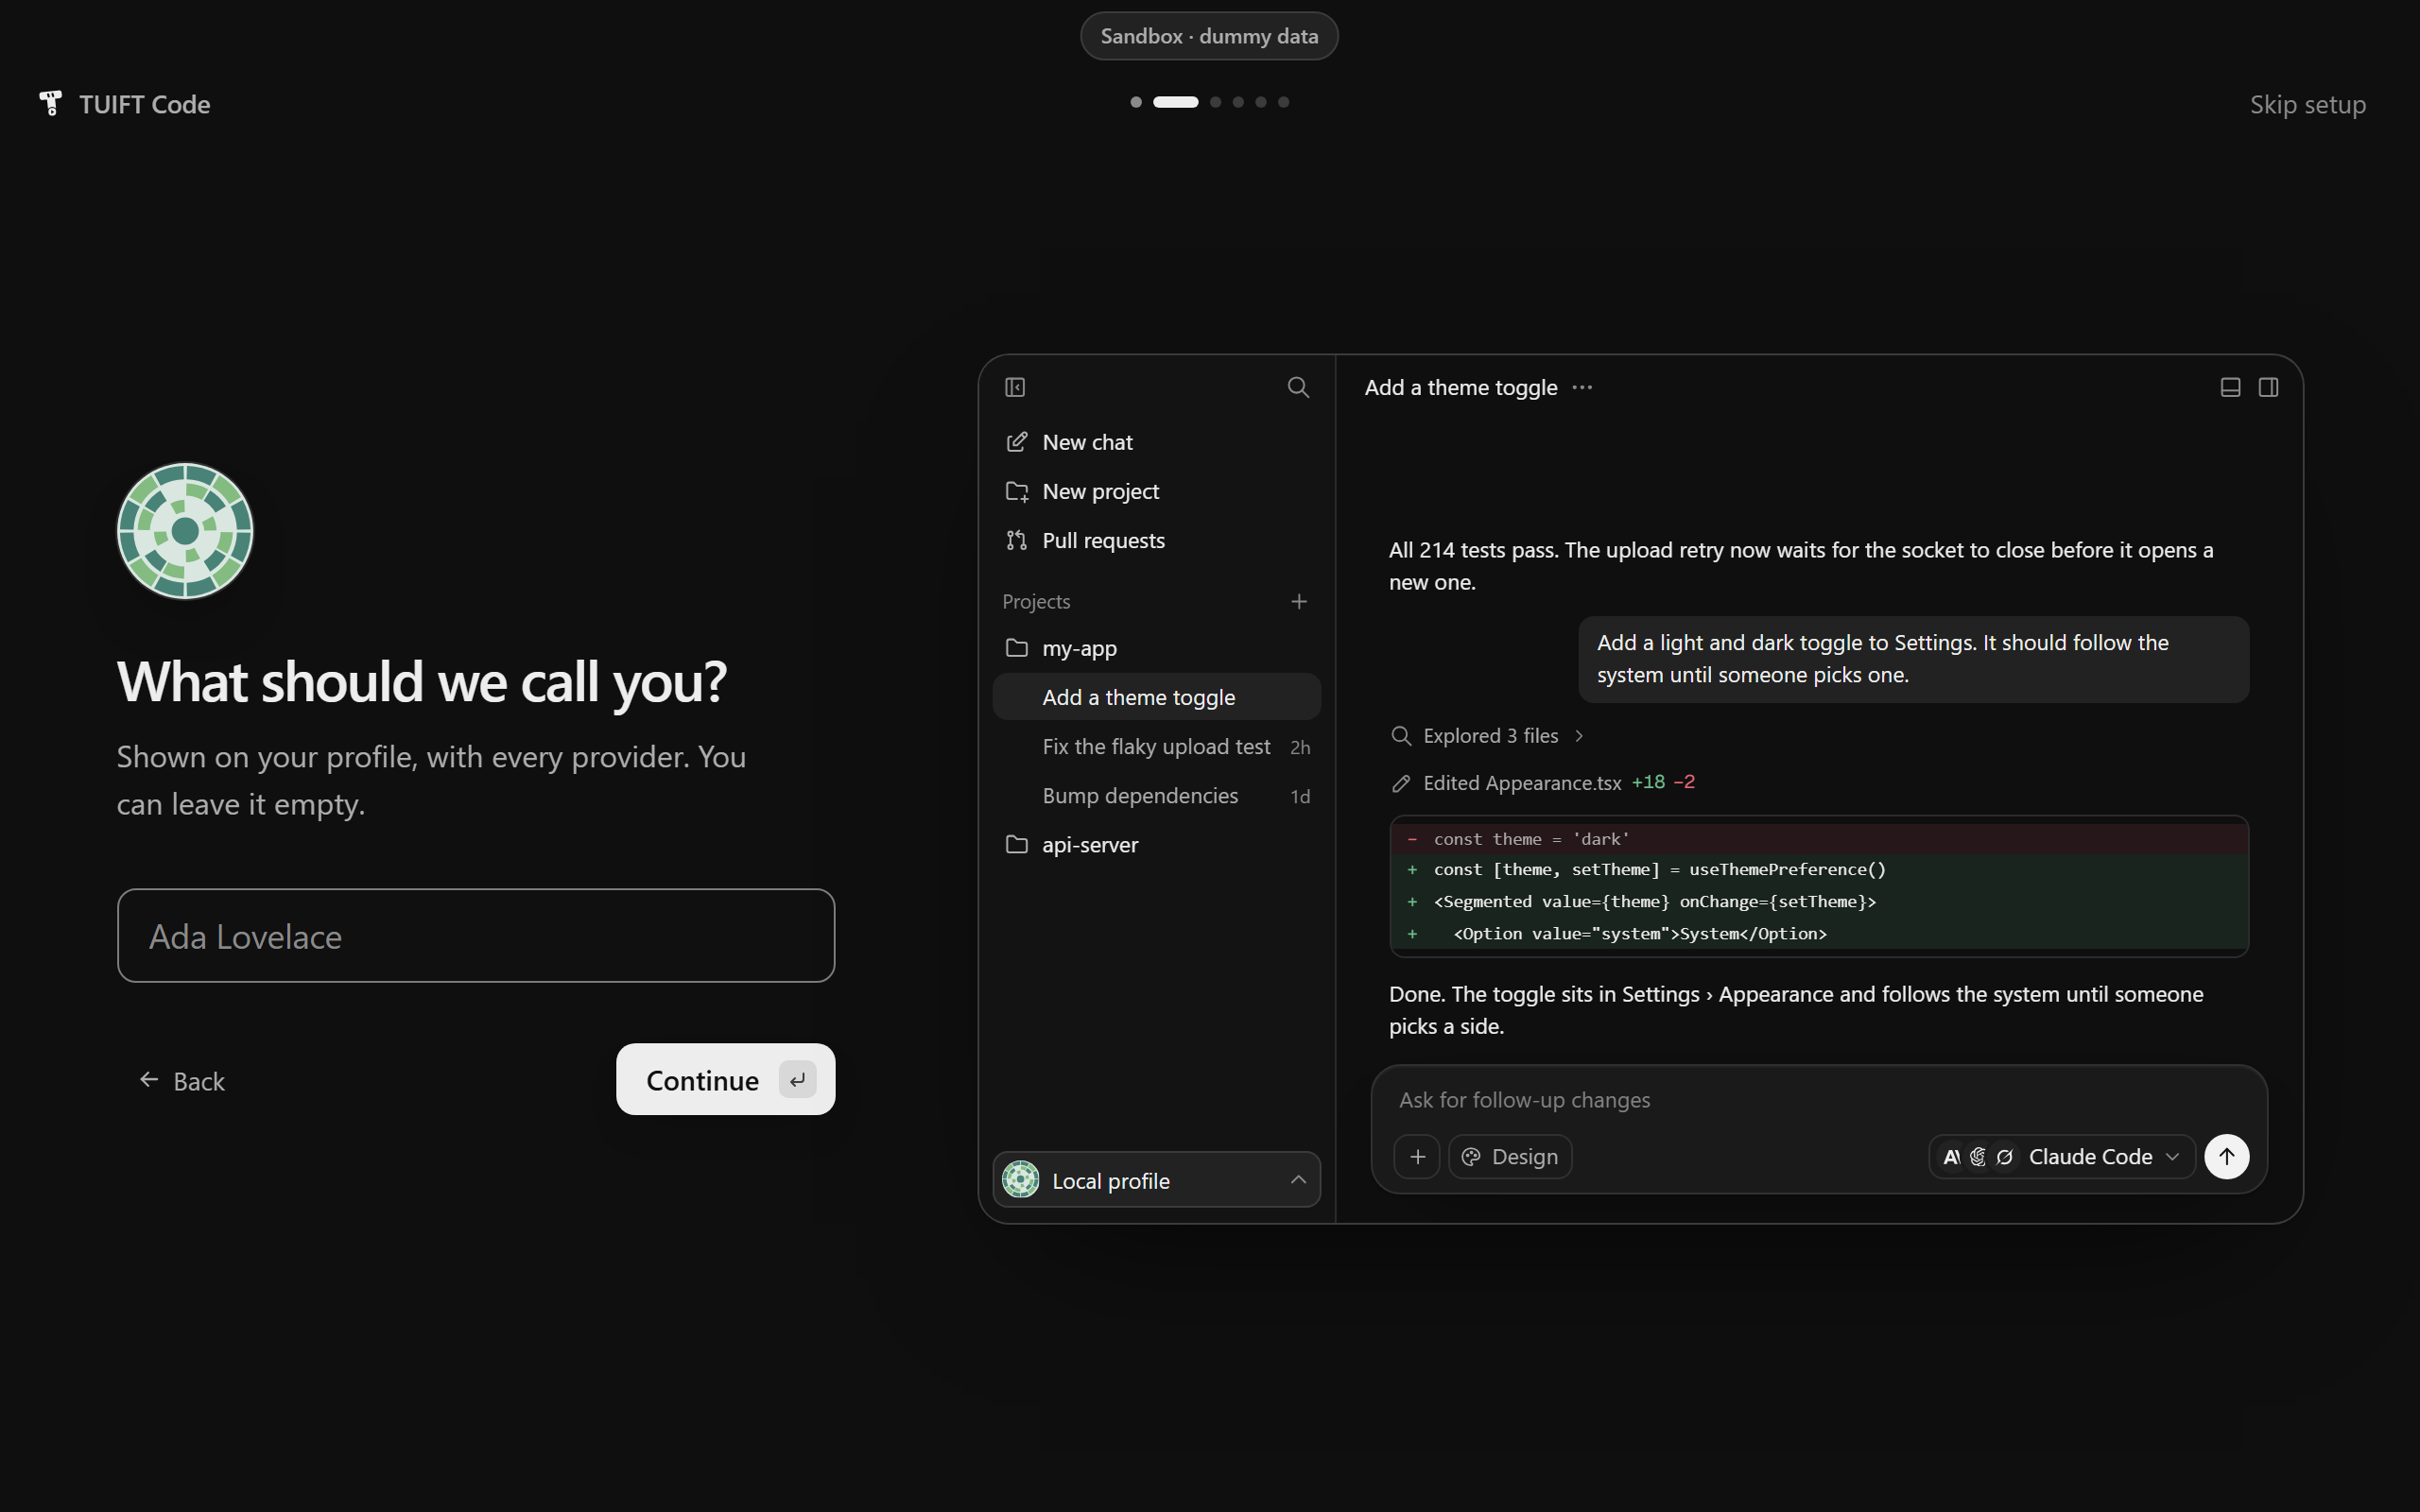 Sandbox · dummy data
TUIFT Code
Skip setup
What should we call you?
Shown on your profile, with every provider. You
can leave it empty.
Ada Lovelace
← Back
Continue
New chat
New project
Pull requests
Projects
my-app
Add a theme toggle
Fix the flaky upload test 2h
Bump dependencies 1d
api-server
Local profile
Add a theme toggle ···
All 214 tests pass. The upload retry now waits for the socket to close before it opens a
new one.
Add a light and dark toggle to Settings. It should follow the
system until someone picks one.
Explored 3 files >
Edited Appearance.tsx +18 −2
− const theme = 'dark'
+ const [theme, setTheme] = useThemePreference()
+ <Segmented value={theme} onChange={setTheme}>
+ <Option value="system">System</Option>
Done. The toggle sits in Settings › Appearance and follows the system until someone
picks a side.
Ask for follow-up changes
Design
Claude Code